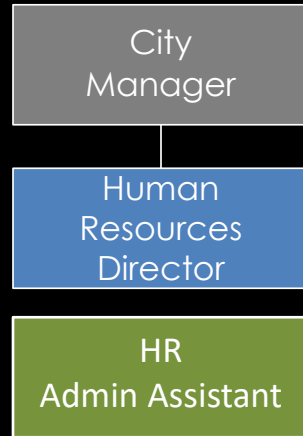 City
Manager
Human
Resources
Director
HR
Admin Assistant